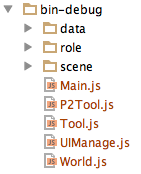 bin-debug
data
role
scene
Main.js
P2Tool.js
Tool.js
UIManage.js
World.js